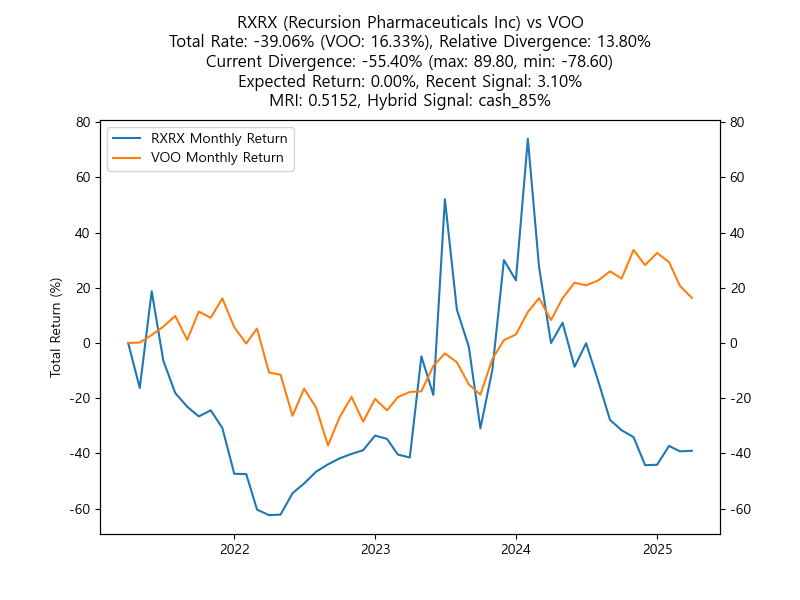 RXRX (Recursion Pharmaceuticals Inc) vs VOO
Total Rate: -39.06% (VOO: 16.33%), Relative Divergence: 13.80%
Current Divergence: -55.40% (max: 89.80, min: -78.60)
Expected Return: 0.00%, Recent Signal: 3.10%
MRI: 0.5152, Hybrid Signal: cash_85%
RXRX Monthly Return
VOO Monthly Return
Total Return (%)
80
60
40
20
0
-20
-40
-60
80
60
40
20
0
-20
-40
-60
2022
2023
2024
2025